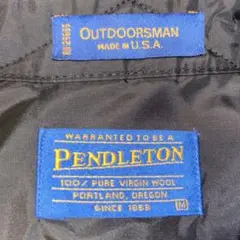 OUTDOORSMAN
MADE IN U.S.A.
WARRANTED TO BE A
PENDLETON
100% PURE VIRGIN WOOL
PORTLAND, OREGON
SINCE 1863
M